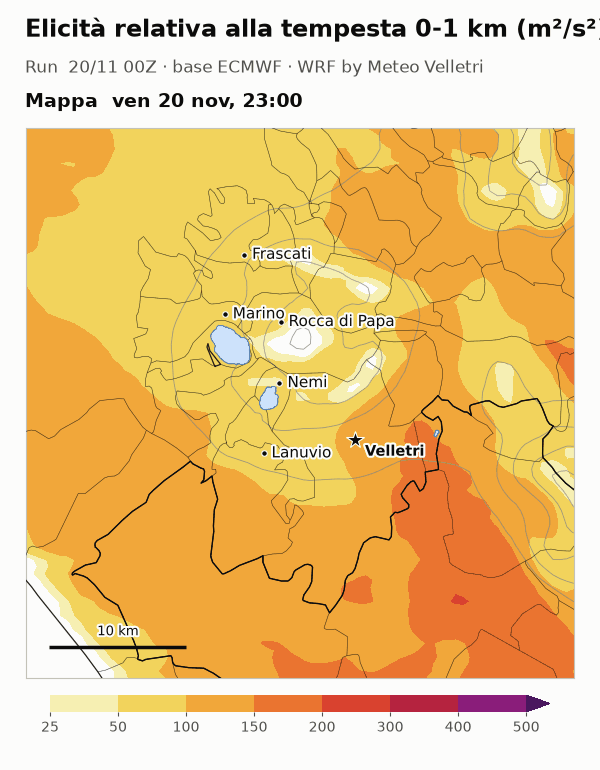 Elicità relativa alla tempesta 0-1 km (m²/s²)
Run 20/11 00Z · base ECMWF · WRF by Meteo Velletri
Mappa ven 20 nov, 23:00
Frascati
Marino
Rocca di Papa
Nemi
Velletri
Lanuvio
10 km
25 50 100 150 200 300 400 500